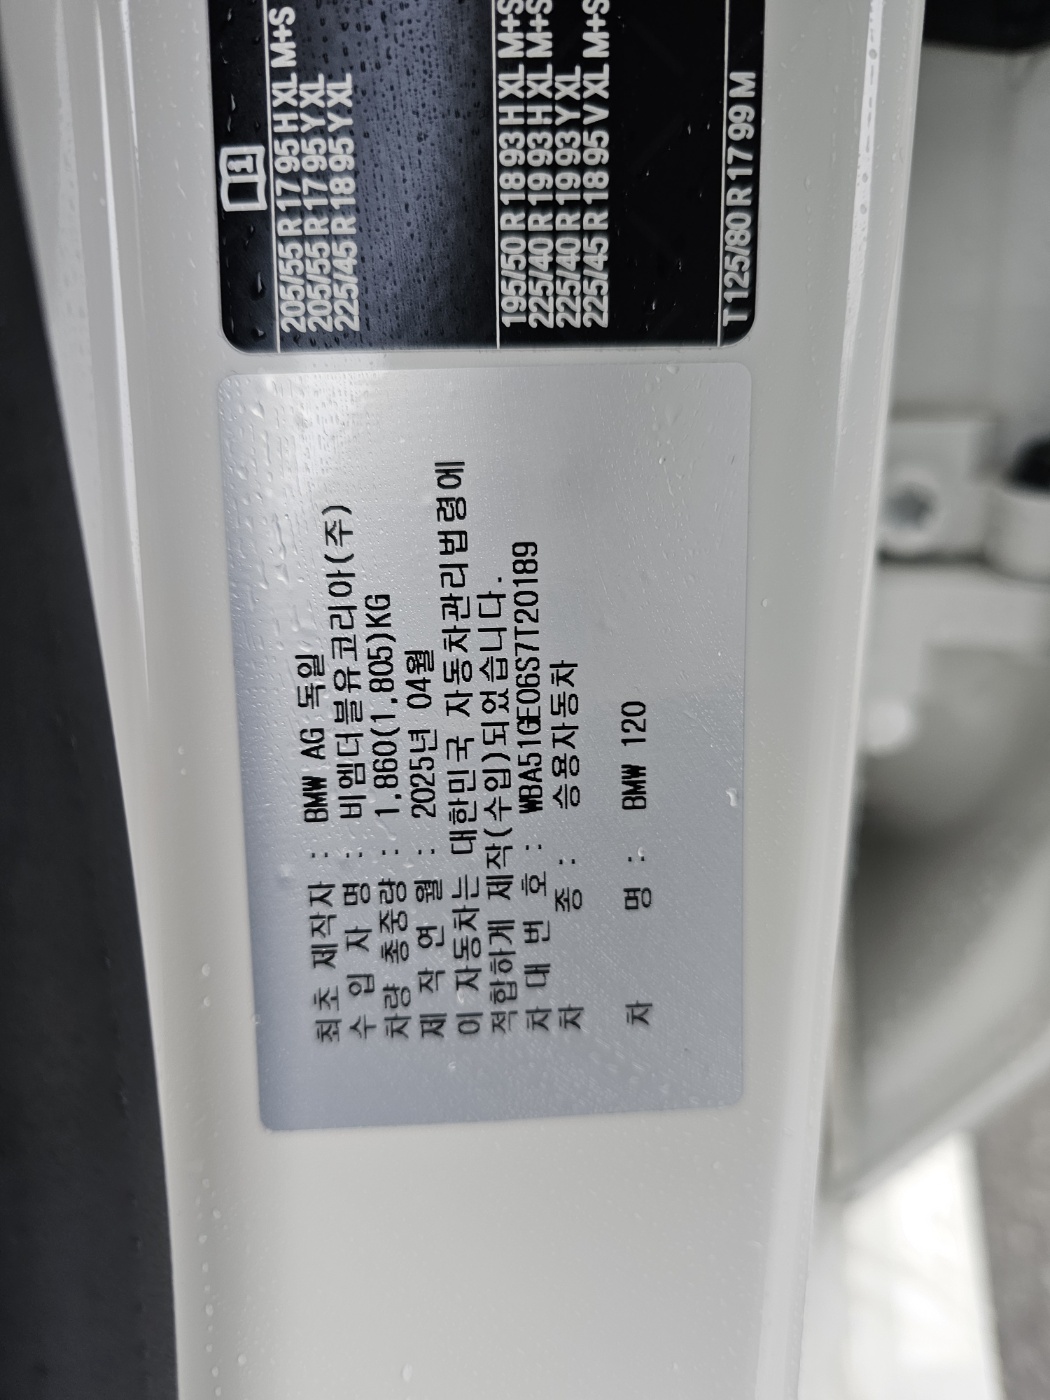 205/55 R 17 95 H XL M+S
205/55 R 17 95 Y XL
225/45 R 18 95 Y XL
195/50 R 18 93 H XL M+S
225/40 R 19 93 H XL M+S
225/40 R 19 93 Y XL
225/45 R 18 95 V XL M+S
T 125/80 R 17 99 M
최초 제작자 : BMW AG 독일
수 입 자 명 : 비엠더블유코리아(주)
차량 총중량 : 1,860(1,805)KG
제 작 연 월 : 2025년 04월
이 자동차는 대한민국 자동차관리법령에
적합하게 제작(수입)되었습니다.
차 대 번 호 : WBA51GE06S7T20189
차 종 : 승용자동차
차 명 : BMW 120